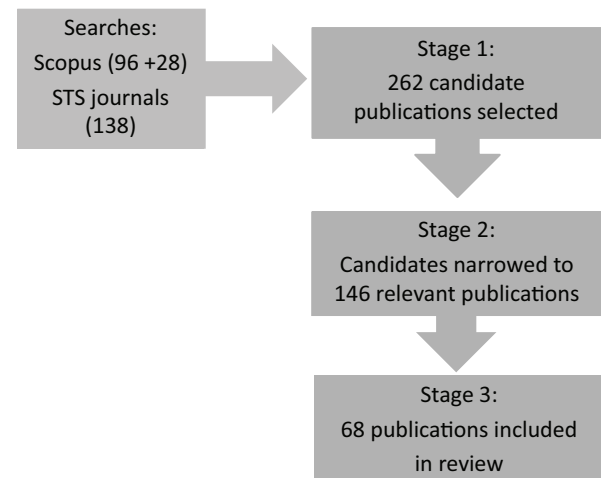 Searches:
Scopus (96 +28)
STS journals
(138)
Stage 1:
262 candidate
publications selected
Stage 2:
Candidates narrowed to
146 relevant publications
Stage 3:
68 publications included
in review